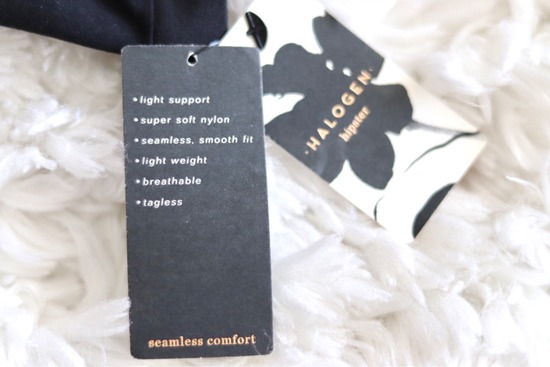 • light support
• super soft nylon
• seamless, smooth fit
• light weight
• breathable
• tagless
seamless comfort
·HALOGEN·
hipster